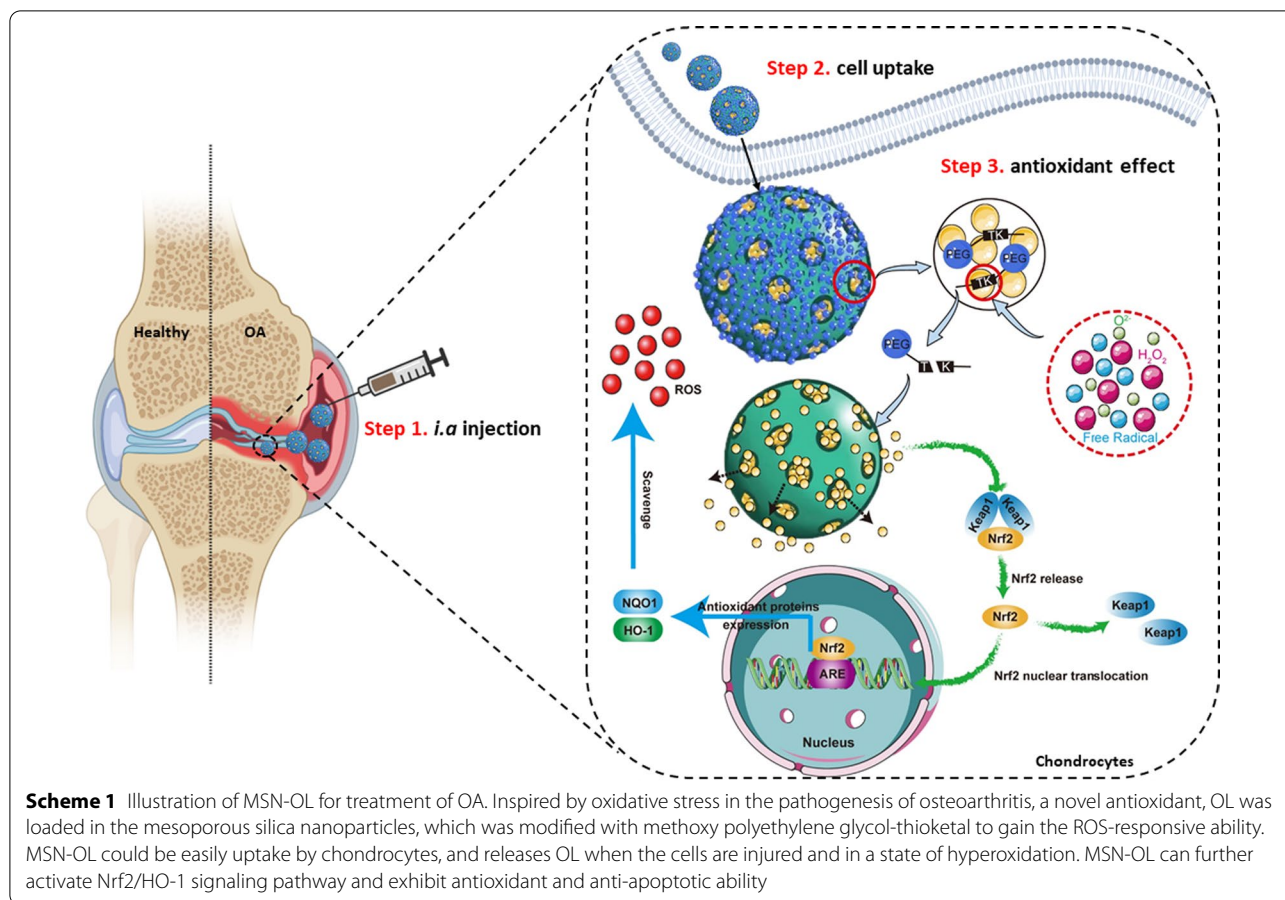 Step 2. cell uptake
Step 3. antioxidant effect
Healthy
OA
TK
PEG
PEG
TK
O²⁻
H₂O₂
Free Radical
PEG
T K
ROS
Step 1. i.a injection
Scavenge
Keap1
Keap1
Nrf2
Nrf2 release
Nrf2
Keap1
Keap1
Nrf2 nuclear translocation
NQO1
HO-1
Antioxidant proteins
expression
Nrf2
ARE
Nucleus
Chondrocytes
Scheme 1 Illustration of MSN-OL for treatment of OA. Inspired by oxidative stress in the pathogenesis of osteoarthritis, a novel antioxidant, OL was
loaded in the mesoporous silica nanoparticles, which was modified with methoxy polyethylene glycol-thioketal to gain the ROS-responsive ability.
MSN-OL could be easily uptake by chondrocytes, and releases OL when the cells are injured and in a state of hyperoxidation. MSN-OL can further
activate Nrf2/HO-1 signaling pathway and exhibit antioxidant and anti-apoptotic ability